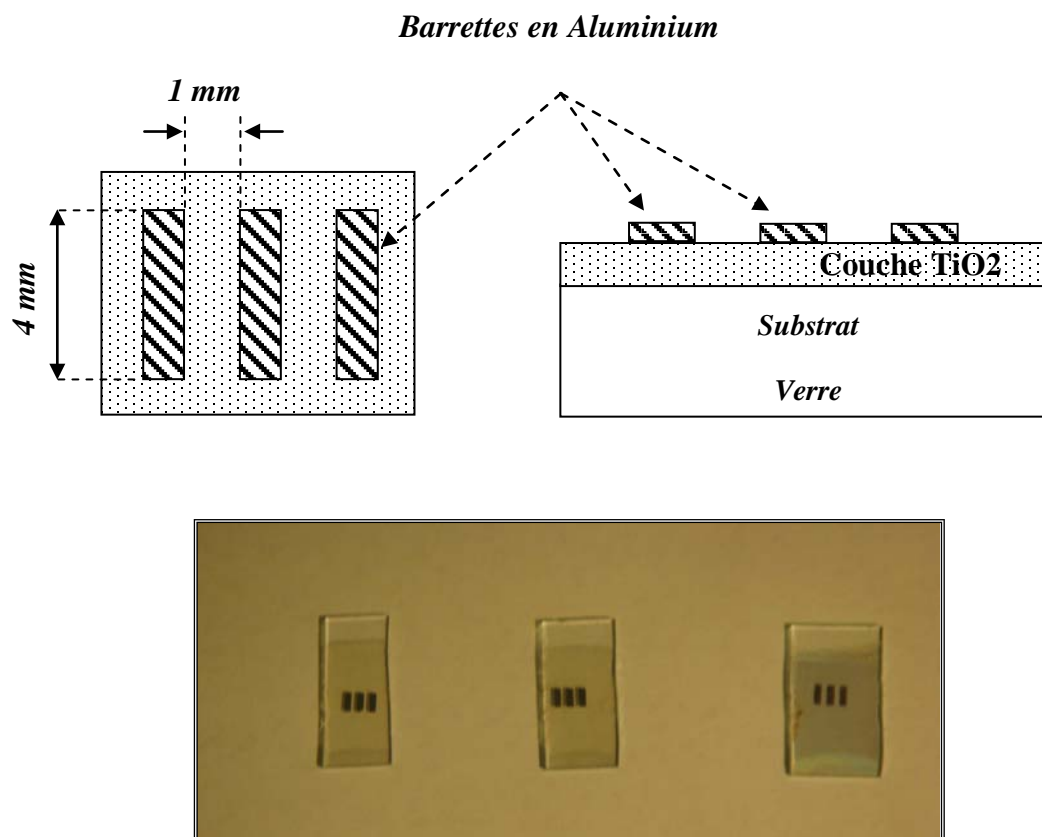 Barrettes en Aluminium
1 mm
4 mm
Couche TiO2
Substrat
Verre